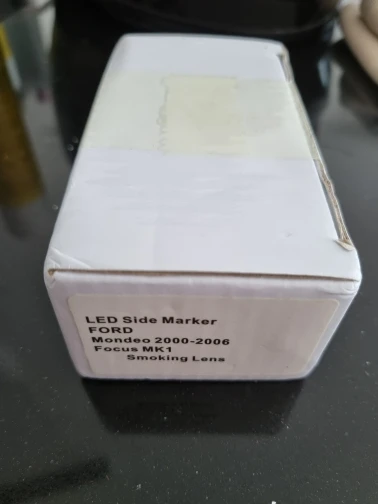 LED Side Marker
FORD
Mondeo 2000-2006
Focus MK1
Smoking Lens